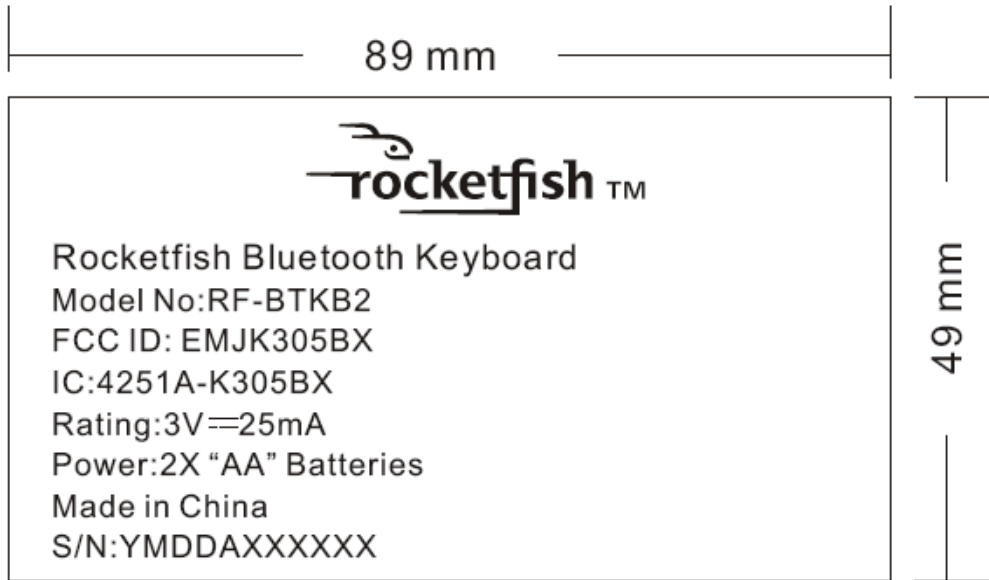 89 mm
rocketfish TM
Rocketfish Bluetooth Keyboard
Model No:RF-BTKB2
FCC ID: EMJK305BX
IC:4251A-K305BX
Rating:3V⎓25mA
Power:2X “AA” Batteries
Made in China
S/N:YMDDAXXXXXX
49 mm